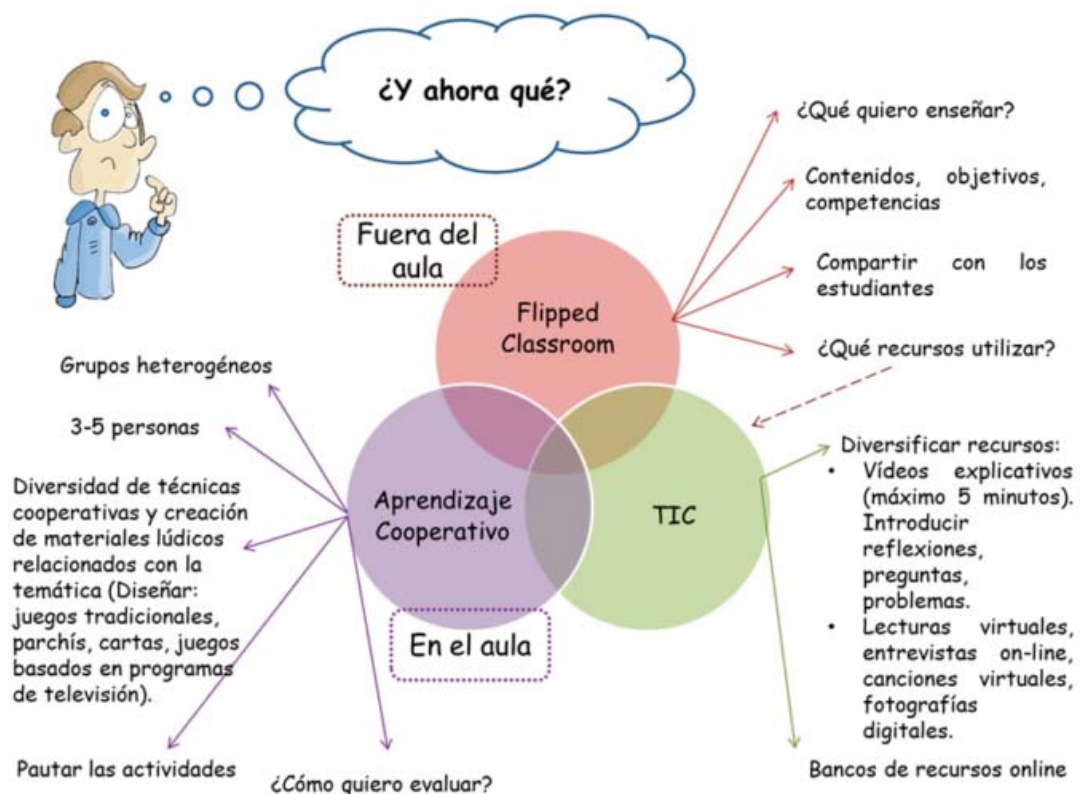 ¿Y ahora qué?
¿Qué quiero enseñar?
Contenidos, objetivos,
competencias
Compartir con los
estudiantes
¿Qué recursos utilizar?
Fuera del
aula
Flipped
Classroom
Grupos heterogéneos
3-5 personas
Diversidad de técnicas
cooperativas y creación
de materiales lúdicos
relacionados con la
temática (Diseñar:
juegos tradicionales,
parchís, cartas, juegos
basados en programas
de televisión).
Pautar las actividades
¿Cómo quiero evaluar?
Aprendizaje
Cooperativo
En el aula
TIC
Diversificar recursos:
• Vídeos explicativos
(máximo 5 minutos).
Introducir
reflexiones,
preguntas,
problemas.
• Lecturas virtuales,
entrevistas on-line,
canciones virtuales,
fotografías
digitales.
Bancos de recursos online